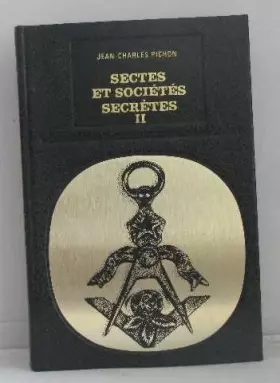 JEAN-CHARLES PICHON
SECTES
ET SOCIÉTÉS
SECRÈTES
II